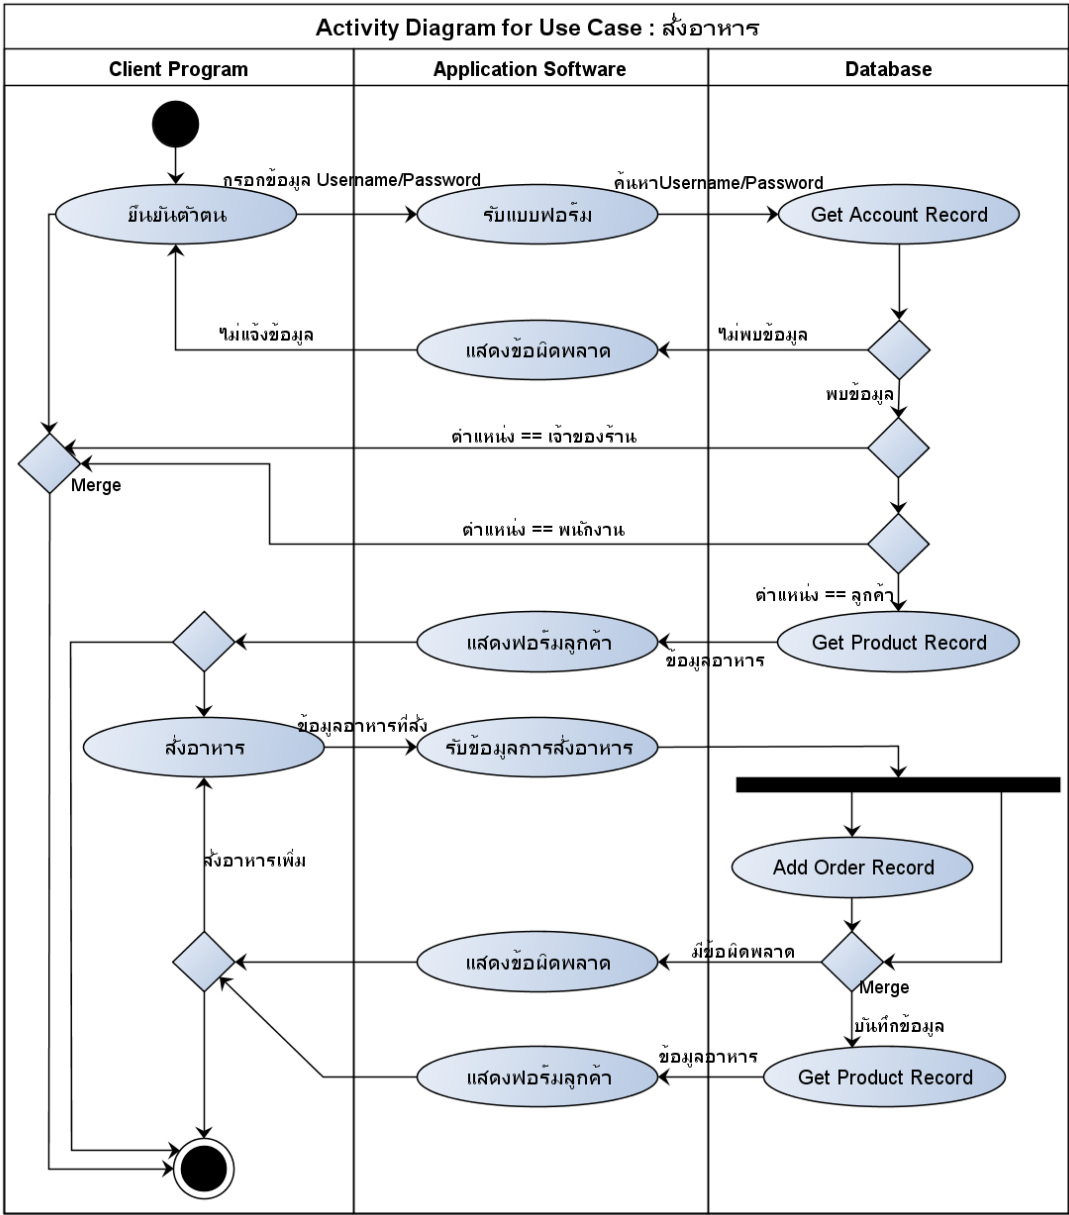 Activity Diagram for Use Case : สั่งอาหาร
Client Program
Application Software
Database
กรอกข้อมูล Username/Password
ค้นหาUsername/Password
ยืนยันตัวตน
รับแบบฟอร์ม
Get Account Record
ไม่แจ้งข้อมูล
ไม่พบข้อมูล
แสดงข้อผิดพลาด
พบข้อมูล
ตำแหน่ง == เจ้าของร้าน
Merge
ตำแหน่ง == พนักงาน
ตำแหน่ง == ลูกค้า
แสดงฟอร์มลูกค้า
Get Product Record
ข้อมูลอาหาร
ข้อมูลอาหารที่สั่ง
สั่งอาหาร
รับข้อมูลการสั่งอาหาร
สั่งอาหารเพิ่ม
Add Order Record
มีข้อผิดพลาด
แสดงข้อผิดพลาด
Merge
บันทึกข้อมูล
ข้อมูลอาหาร
แสดงฟอร์มลูกค้า
Get Product Record